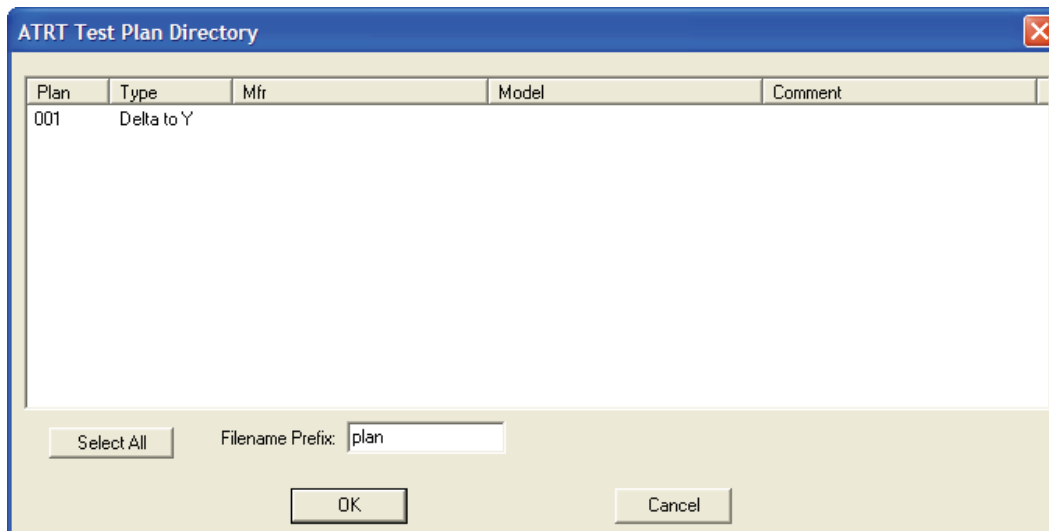 ATRT Test Plan Directory
Plan Type Mfr Model Comment
001 Delta to Y
Select All Filename Prefix: plan
OK Cancel